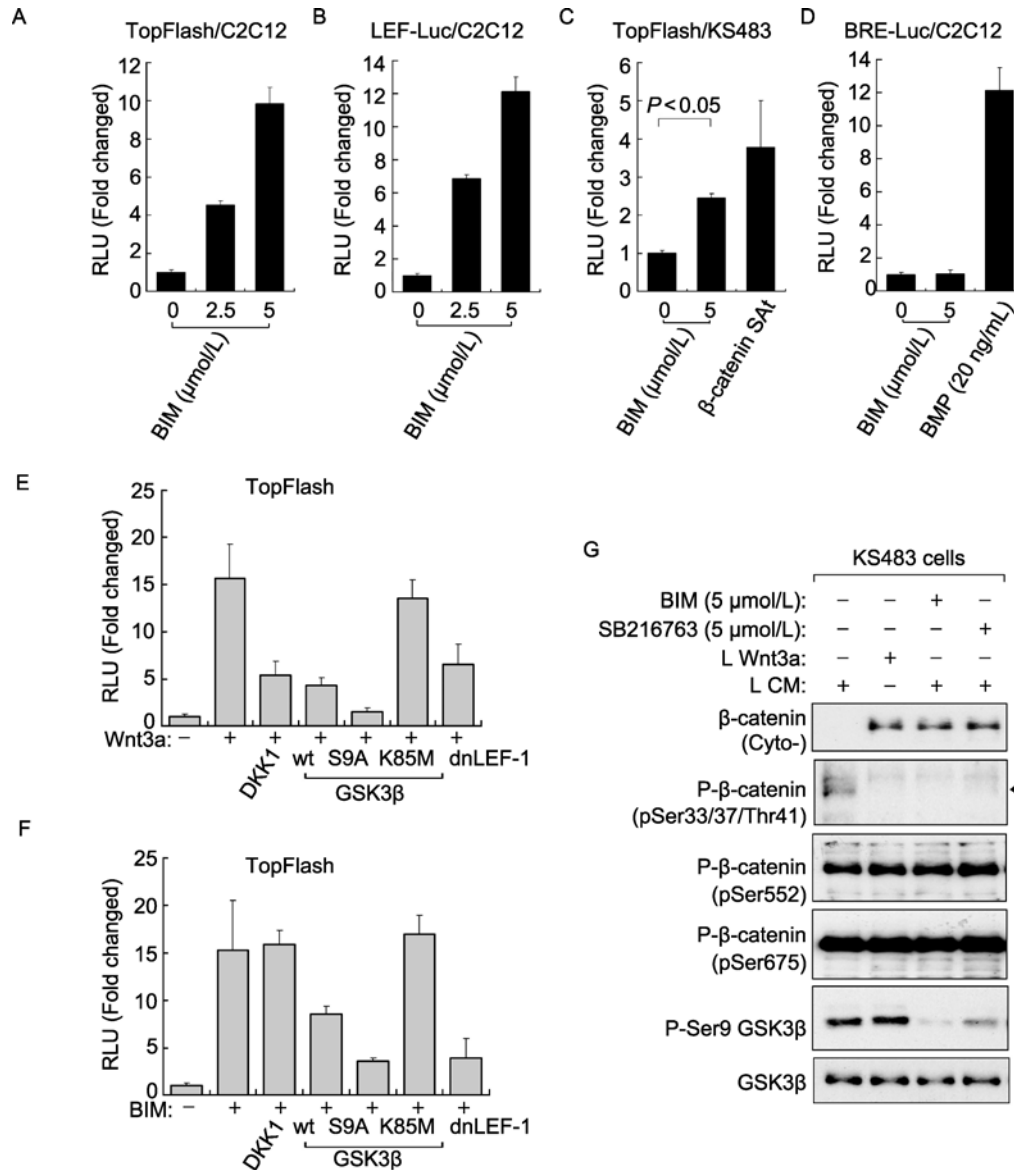 A
TopFlash/C2C12
RLU (Fold changed)
12
10
8
6
4
2
0
0 2.5 5
BIM (µmol/L)
B
LEF-Luc/C2C12
RLU (Fold changed)
14
12
10
8
6
4
2
0
0 2.5 5
BIM (µmol/L)
C
TopFlash/KS483
RLU (Fold changed)
6
5
4
3
2
1
0
P < 0.05
0 5
BIM (µmol/L)
β-catenin SAt
D
BRE-Luc/C2C12
RLU (Fold changed)
14
12
10
8
6
4
2
0
0 5
BIM (µmol/L)
BMP (20 ng/mL)
E
TopFlash
RLU (Fold changed)
25
20
15
10
5
0
Wnt3a: – + + + + + +
DKK1 wt S9A K85M dnLEF-1
GSK3β
F
TopFlash
RLU (Fold changed)
25
20
15
10
5
0
BIM: – + + + + + +
DKK1 wt S9A K85M dnLEF-1
GSK3β
G
KS483 cells
BIM (5 µmol/L): – – + –
SB216763 (5 µmol/L): – – – +
L Wnt3a: – + – –
L CM: + – + +
β-catenin
(Cyto-)
P-β-catenin
(pSer33/37/Thr41)
P-β-catenin
(pSer552)
P-β-catenin
(pSer675)
P-Ser9 GSK3β
GSK3β